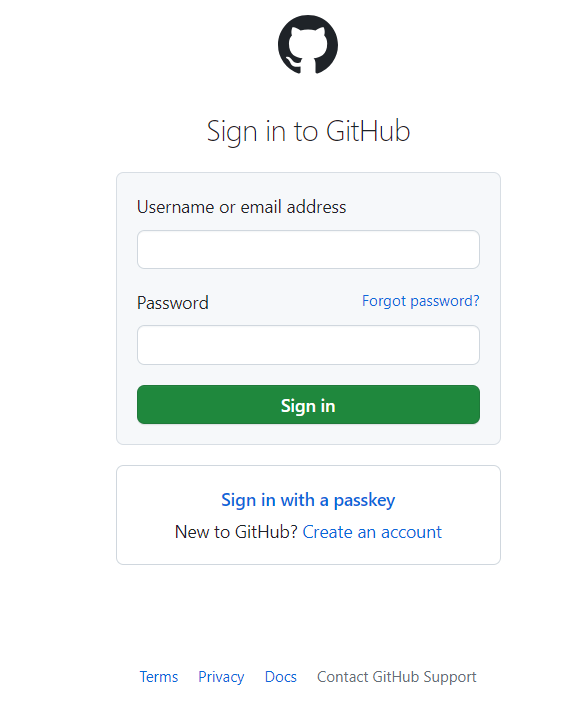 Sign in to GitHub
Username or email address
Password Forgot password?
Sign in
Sign in with a passkey
New to GitHub? Create an account
Terms Privacy Docs Contact GitHub Support